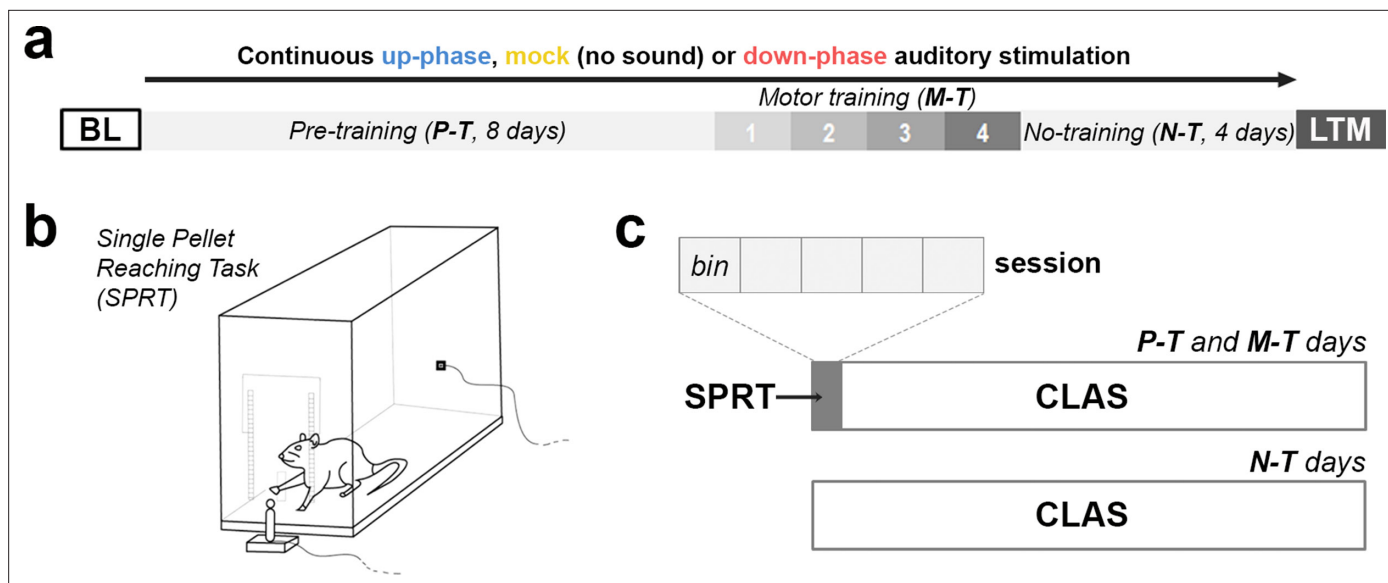 a
Continuous up-phase, mock (no sound) or down-phase auditory stimulation
Motor training (M-T)
BL Pre-training (P-T, 8 days) 1 2 3 4 No-training (N-T, 4 days) LTM
b
Single Pellet
Reaching Task
(SPRT)
c
bin session
P-T and M-T days
SPRT CLAS
N-T days
CLAS